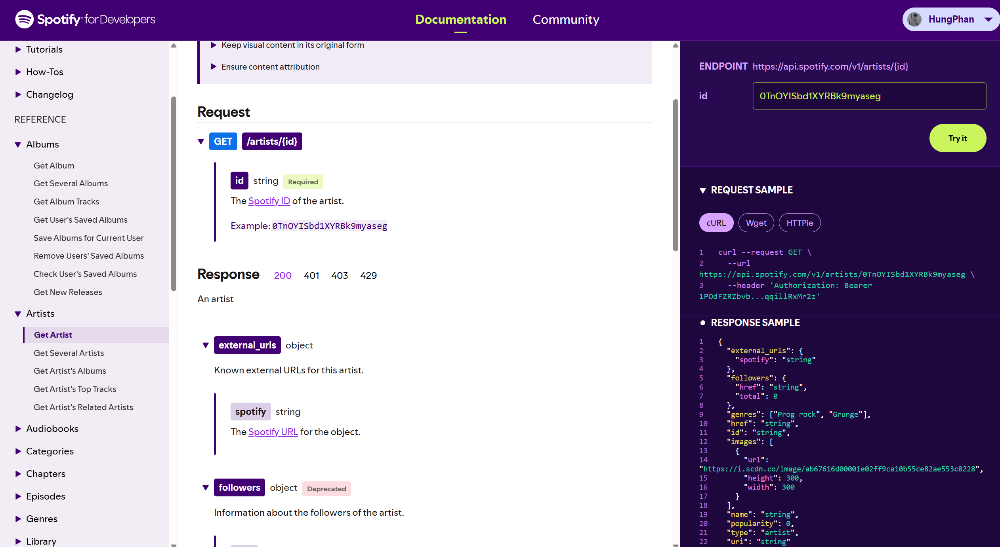 Spotify for Developers
Documentation
Community
HungPhan
Tutorials
How-Tos
Changelog
REFERENCE
Albums
Get Album
Get Several Albums
Get Album Tracks
Get User's Saved Albums
Save Albums for Current User
Remove Users' Saved Albums
Check User's Saved Albums
Get New Releases
Artists
Get Artist
Get Several Artists
Get Artist's Albums
Get Artist's Top Tracks
Get Artist's Related Artists
Audiobooks
Categories
Chapters
Episodes
Genres
Library
Keep visual content in its original form
Ensure content attribution
Request
GET /artists/{id}
id string Required
The Spotify ID of the artist.
Example: 0TnOYISbd1XYRBk9myaseg
Response 200 401 403 429
An artist
external_urls object
Known external URLs for this artist.
spotify string
The Spotify URL for the object.
followers object Deprecated
Information about the followers of the artist.
ENDPOINT https://api.spotify.com/v1/artists/{id}
id 0TnOYISbd1XYRBk9myaseg
Try it
REQUEST SAMPLE
cURL Wget HTTPie
1 curl --request GET \
2 --url
https://api.spotify.com/v1/artists/0TnOYISbd1XYRBk9myaseg \
3 --header 'Authorization: Bearer
1POdFZRZbvb...qqillRxMr2z'
RESPONSE SAMPLE
1 {
2 "external_urls": {
3 "spotify": "string"
4 },
5 "followers": {
6 "href": "string",
7 "total": 0
8 },
9 "genres": ["Prog rock", "Grunge"],
10 "href": "string",
11 "id": "string",
12 "images": [
13 {
14 "url":
"https://i.scdn.co/image/ab67616d00001e02ff9ca10b55ce82ae553c8228",
15 "height": 300,
16 "width": 300
17 }
18 ],
19 "name": "string",
20 "popularity": 0,
21 "type": "artist",
22 "uri": "string"